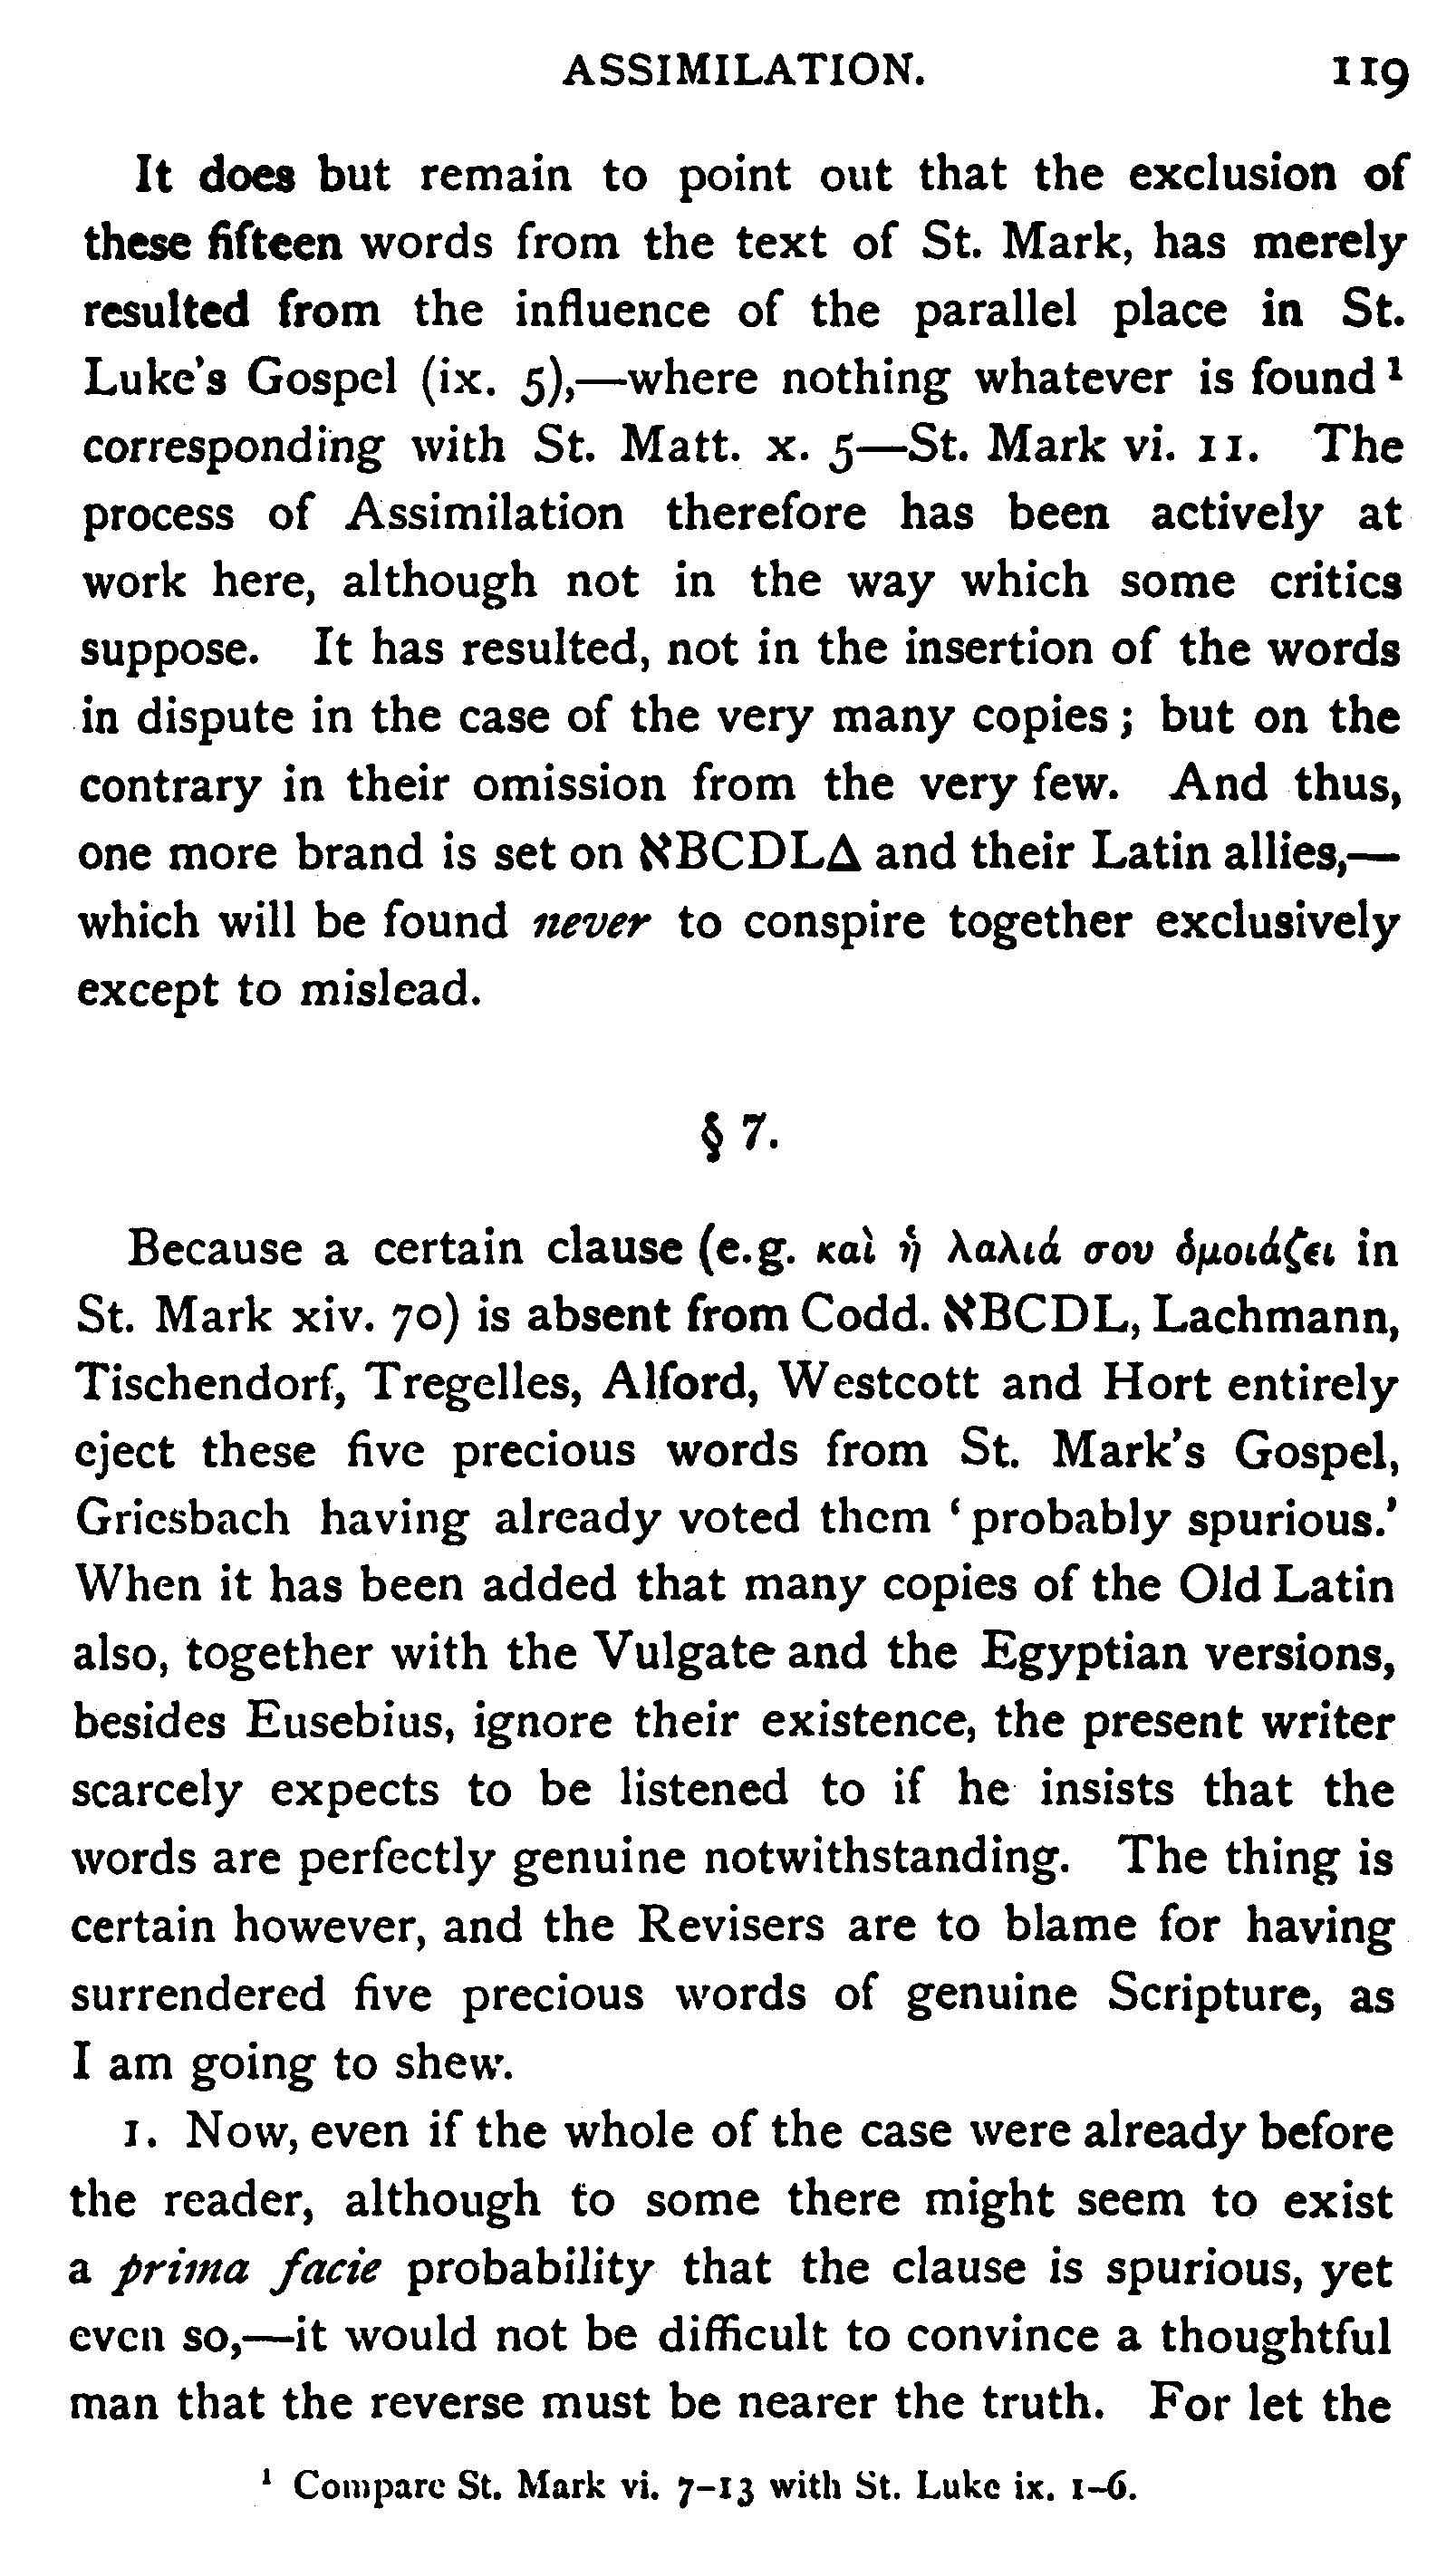 ASSIMILATION. 119
It does but remain to point out that the exclusion of
these fifteen words from the text of St. Mark, has merely
resulted from the influence of the parallel place in St.
Luke's Gospel (ix. 5),—where nothing whatever is found¹
corresponding with St. Matt. x. 5—St. Mark vi. 11. The
process of Assimilation therefore has been actively at
work here, although not in the way which some critics
suppose. It has resulted, not in the insertion of the words
in dispute in the case of the very many copies; but on the
contrary in their omission from the very few. And thus,
one more brand is set on אBCDLΔ and their Latin allies,—
which will be found never to conspire together exclusively
except to mislead.
§ 7.
Because a certain clause (e.g. καὶ ἡ λαλιά σου ὁμοιάζει in
St. Mark xiv. 70) is absent from Codd. אBCDL, Lachmann,
Tischendorf, Tregelles, Alford, Westcott and Hort entirely
eject these five precious words from St. Mark's Gospel,
Griesbach having already voted them ‘probably spurious.’
When it has been added that many copies of the Old Latin
also, together with the Vulgate and the Egyptian versions,
besides Eusebius, ignore their existence, the present writer
scarcely expects to be listened to if he insists that the
words are perfectly genuine notwithstanding. The thing is
certain however, and the Revisers are to blame for having
surrendered five precious words of genuine Scripture, as
I am going to shew.
1. Now, even if the whole of the case were already before
the reader, although to some there might seem to exist
a prima facie probability that the clause is spurious, yet
even so,—it would not be difficult to convince a thoughtful
man that the reverse must be nearer the truth. For let the
¹ Compare St. Mark vi. 7–13 with St. Luke ix. 1–6.